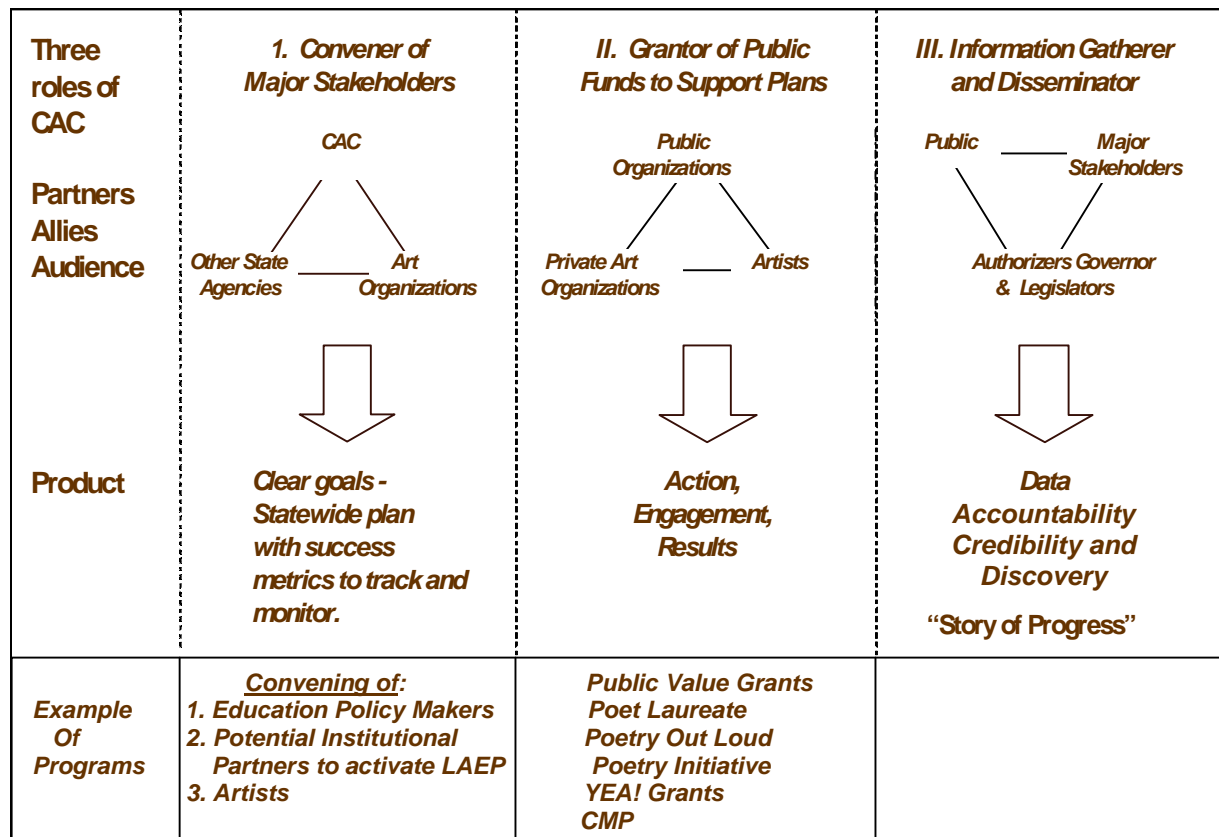 Three
roles of
CAC
1. Convener of
Major Stakeholders
II. Grantor of Public
Funds to Support Plans
III. Information Gatherer
and Disseminator
Partners
Allies
Audience
CAC
Other State
Agencies
Art
Organizations
Public
Organizations
Private Art
Organizations
Artists
Public
Major
Stakeholders
Authorizers Governor
& Legislators
Product
Clear goals -
Statewide plan
with success
metrics to track and
monitor.
Action,
Engagement,
Results
Data
Accountability
Credibility and
Discovery
“Story of Progress”
Example
Of
Programs
Convening of:
1. Education Policy Makers
2. Potential Institutional
Partners to activate LAEP
3. Artists
Public Value Grants
Poet Laureate
Poetry Out Loud
Poetry Initiative
YEA! Grants
CMP